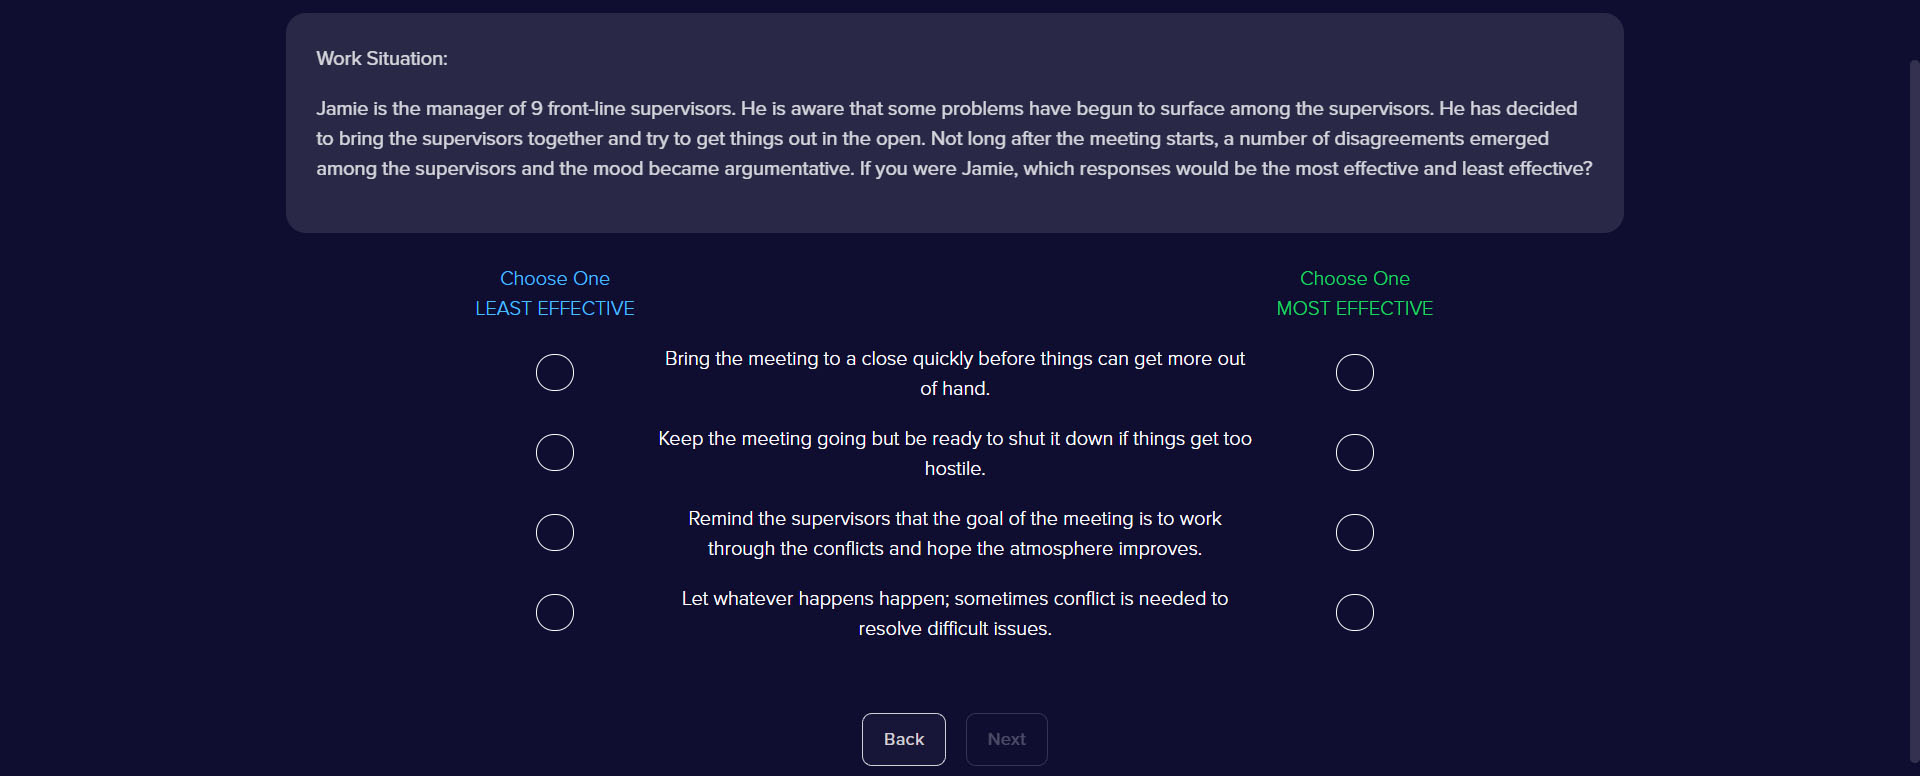 Work Situation:
Jamie is the manager of 9 front-line supervisors. He is aware that some problems have begun to surface among the supervisors. He has decided
to bring the supervisors together and try to get things out in the open. Not long after the meeting starts, a number of disagreements emerged
among the supervisors and the mood became argumentative. If you were Jamie, which responses would be the most effective and least effective?
Choose One
LEAST EFFECTIVE
Choose One
MOST EFFECTIVE
Bring the meeting to a close quickly before things can get more out
of hand.
Keep the meeting going but be ready to shut it down if things get too
hostile.
Remind the supervisors that the goal of the meeting is to work
through the conflicts and hope the atmosphere improves.
Let whatever happens happen; sometimes conflict is needed to
resolve difficult issues.
Back
Next